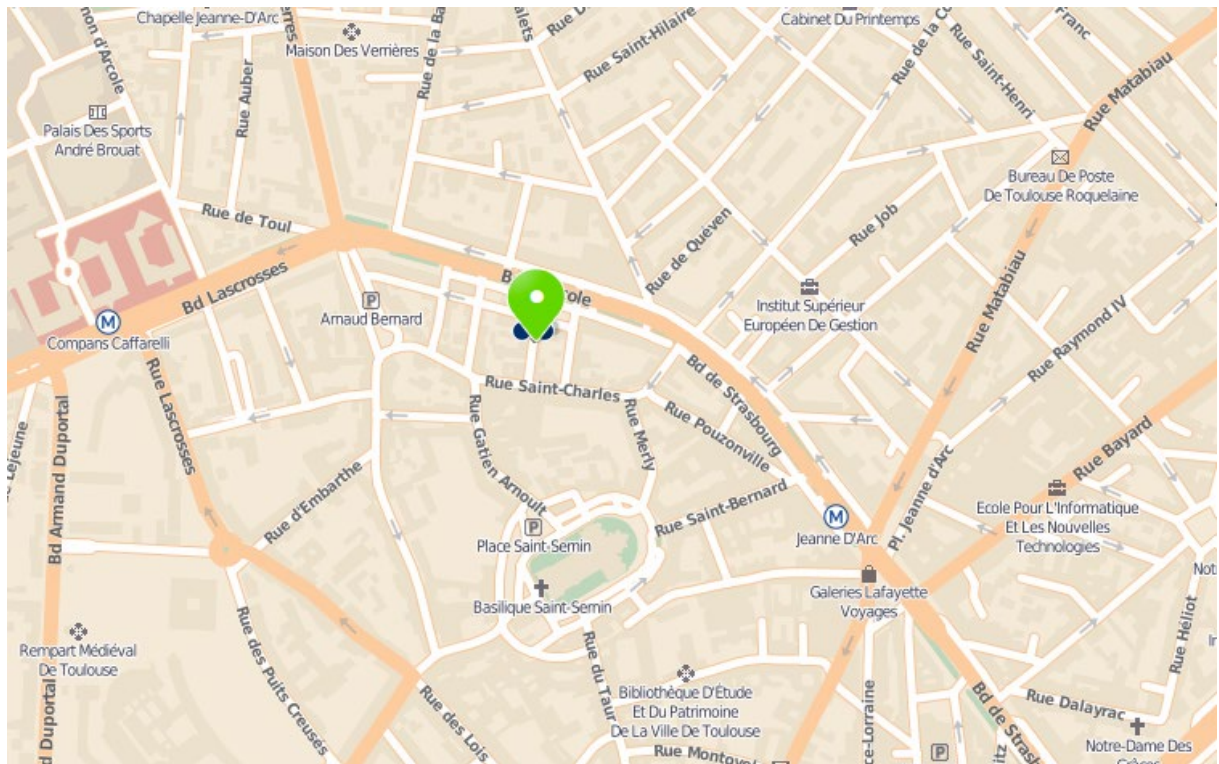 Chapelle Jeanne-D'Arc
Maison Des Verrières
Rue Saint-Hilaire
Cabinet Du Printemps
Rue Saint-Henri
Rue Matabiau
Rue Auber
Palais Des Sports
André Brouat
Bureau De Poste
De Toulouse Roquelaine
Rue de Toul
Rue Job
Rue de Quéven
Bd Lascrosses
Institut Supérieur
Européen De Gestion
Arnaud Bernard
P
Rue Matabiau
Rue Raymond IV
M
Compans Caffarelli
Rue Saint-Charles
Bd de Strasbourg
Rue Lascrosses
Rue Merly
Rue Pouzonville
Rue Gatien Arnoult
Bd Armand Duportal
Rue d'Embarthe
Rue Bayard
Pl. Jeanne d'Arc
Rue Saint-Bernard
Ecole Pour L'Informatique
Et Les Nouvelles
Technologies
M
Jeanne D'Arc
P
Place Saint-Sernin
Galeries Lafayette
Voyages
Basilique Saint-Sernin
Rue Héliot
Rempart Médiéval
De Toulouse
Rue des Puits Creusés
Rue du Taur
Rue des Lois
Bibliothèque D'Étude
Et Du Patrimoine
De La Ville De Toulouse
Rue Dalayrac
Notre-Dame Des
P